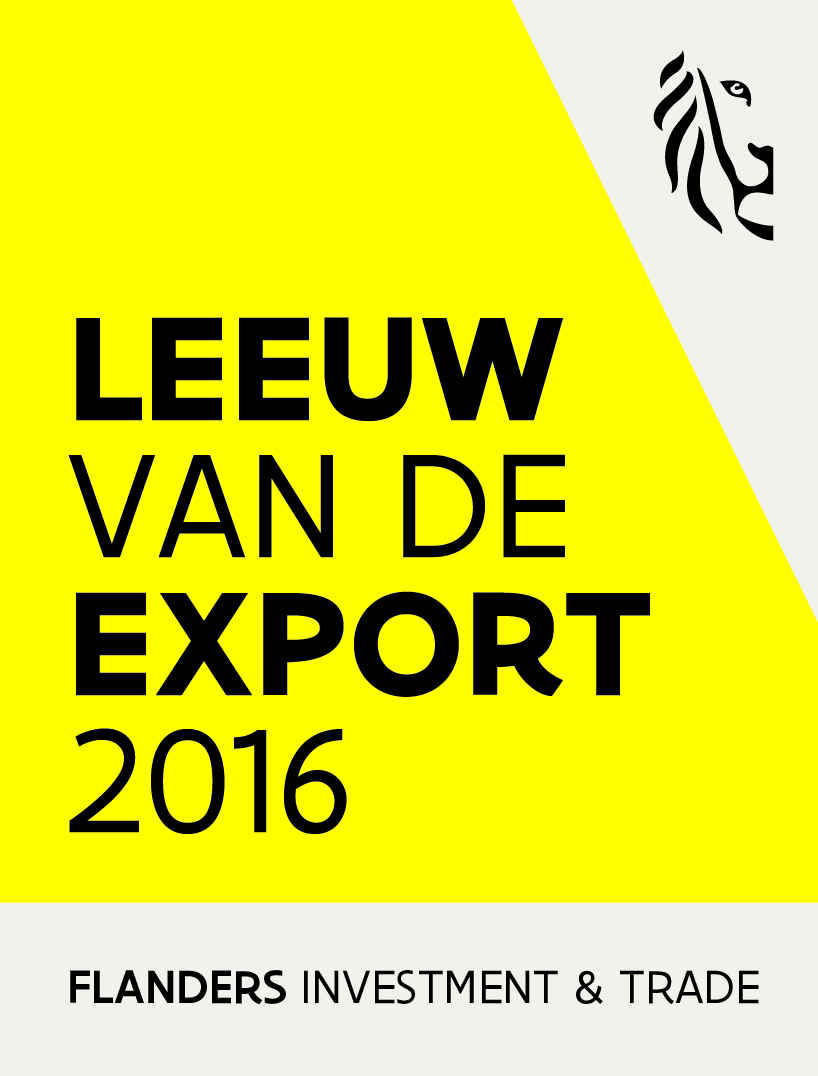 LEEUW
VAN DE
EXPORT
2016
FLANDERS INVESTMENT & TRADE